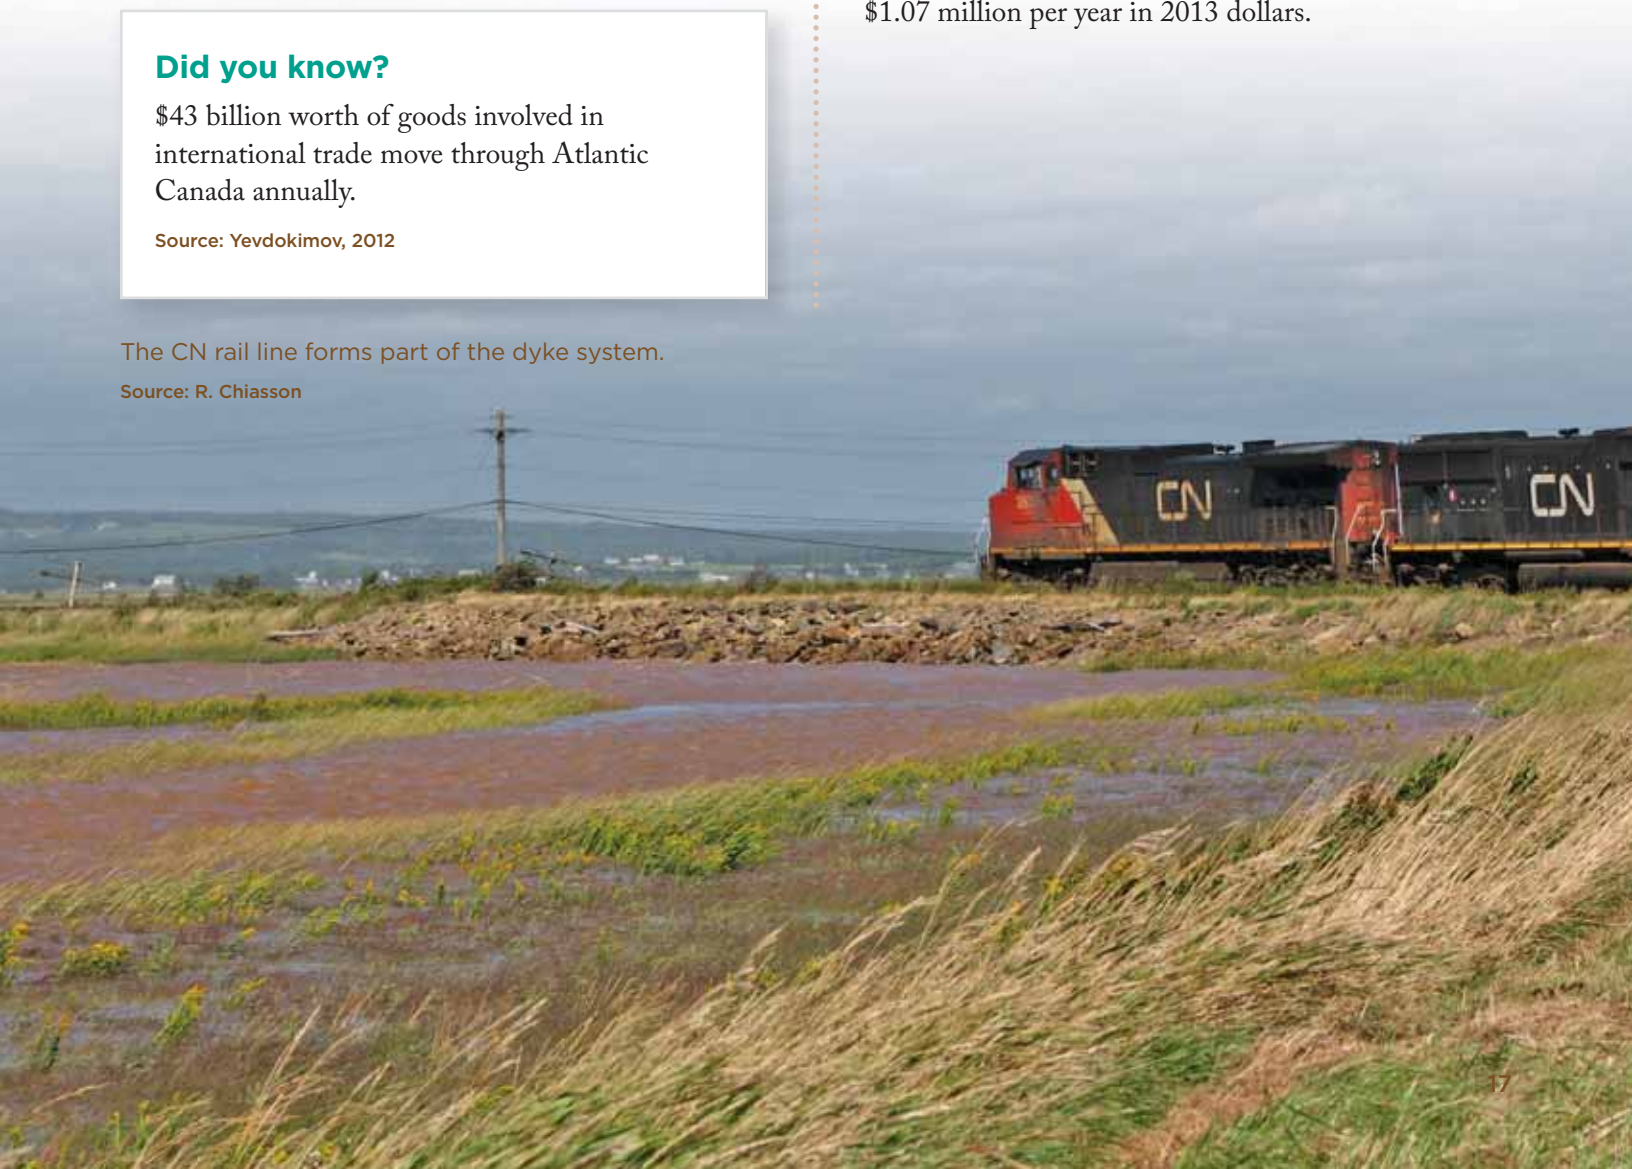 $1.07 million per year in 2013 dollars.
Did you know?
$43 billion worth of goods involved in
international trade move through Atlantic
Canada annually.
Source: Yevdokimov, 2012
The CN rail line forms part of the dyke system.
Source: R. Chiasson
CN
CN
17